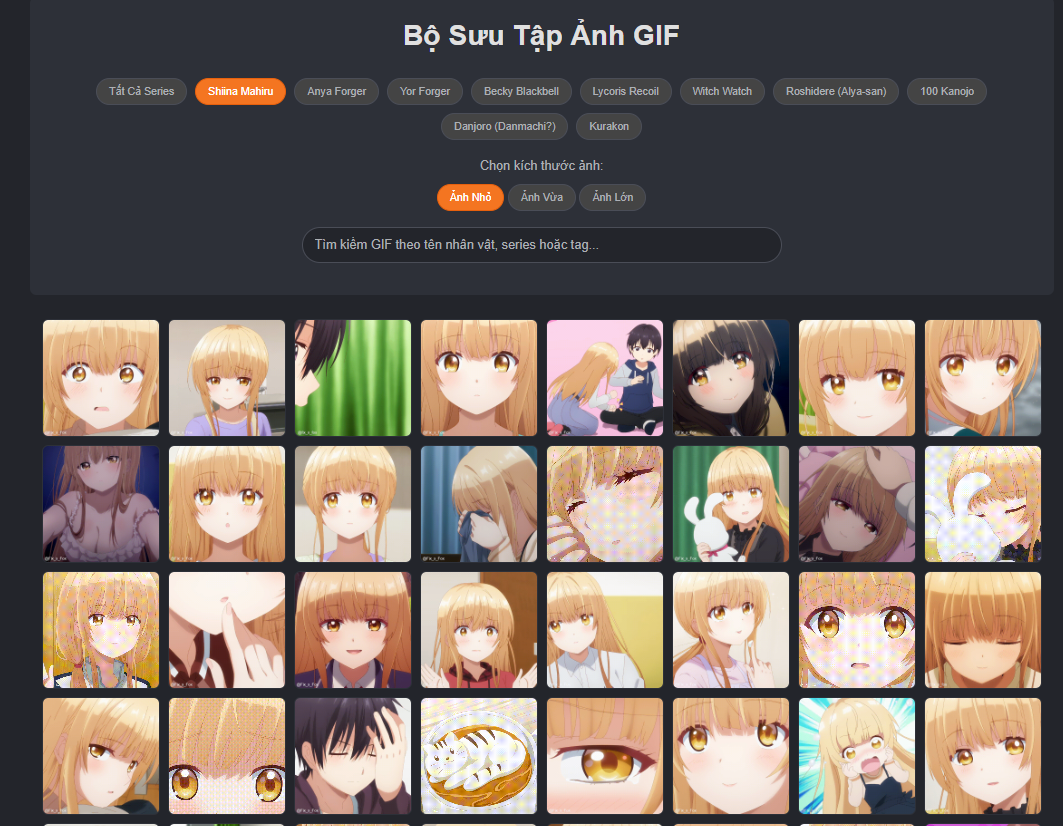 Bộ Sưu Tập Ảnh GIF
Tất Cả Series Shiina Mahiru Anya Forger Yor Forger Becky Blackbell Lycoris Recoil Witch Watch Roshidere (Alya-san) 100 Kanojo
Danjoro (Danmachi?) Kurakon
Chọn kích thước ảnh:
Ảnh Nhỏ Ảnh Vừa Ảnh Lớn
Tìm kiếm GIF theo tên nhân vật, series hoặc tag...